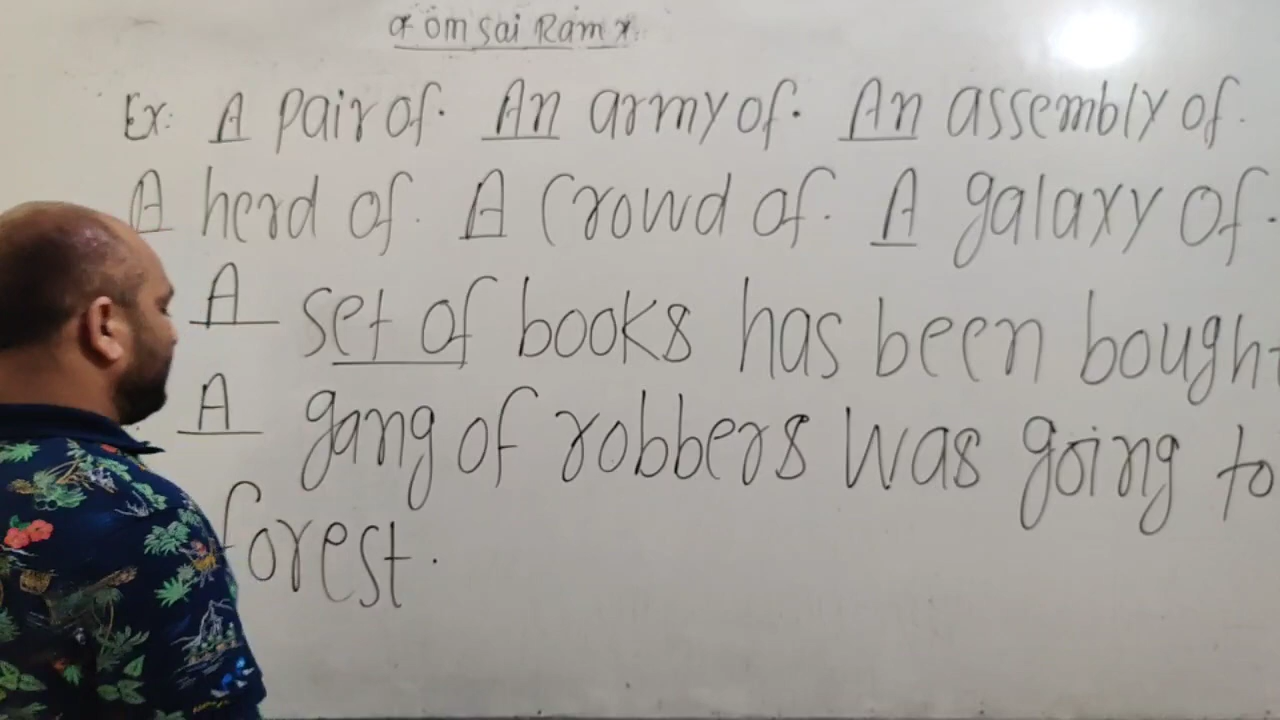 * om sai Ram *
Ex: A pair of. An army of. An assembly of.
A herd of. A Crowd of. A galaxy of.
A set of books has been bought
A gang of robbers was going to
forest.